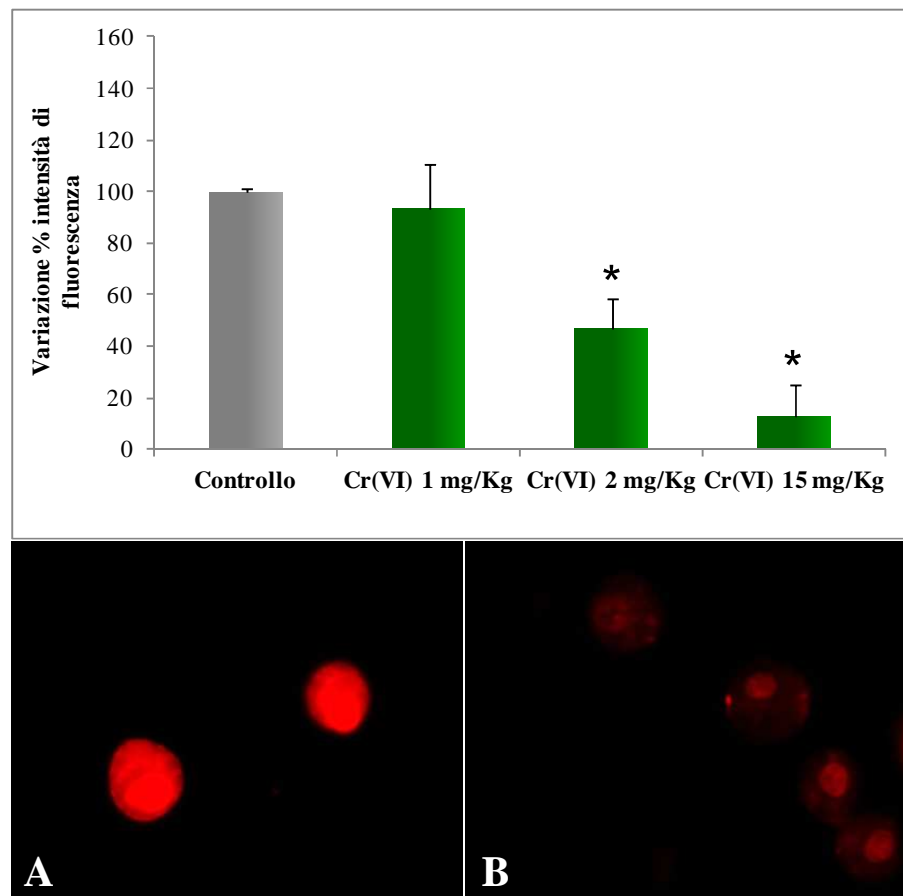 160
140
120
100
80
60
40
20
0
Variazione % intensità di
fluorescenza
*
*
Controllo Cr(VI) 1 mg/Kg Cr(VI) 2 mg/Kg Cr(VI) 15 mg/Kg
A B